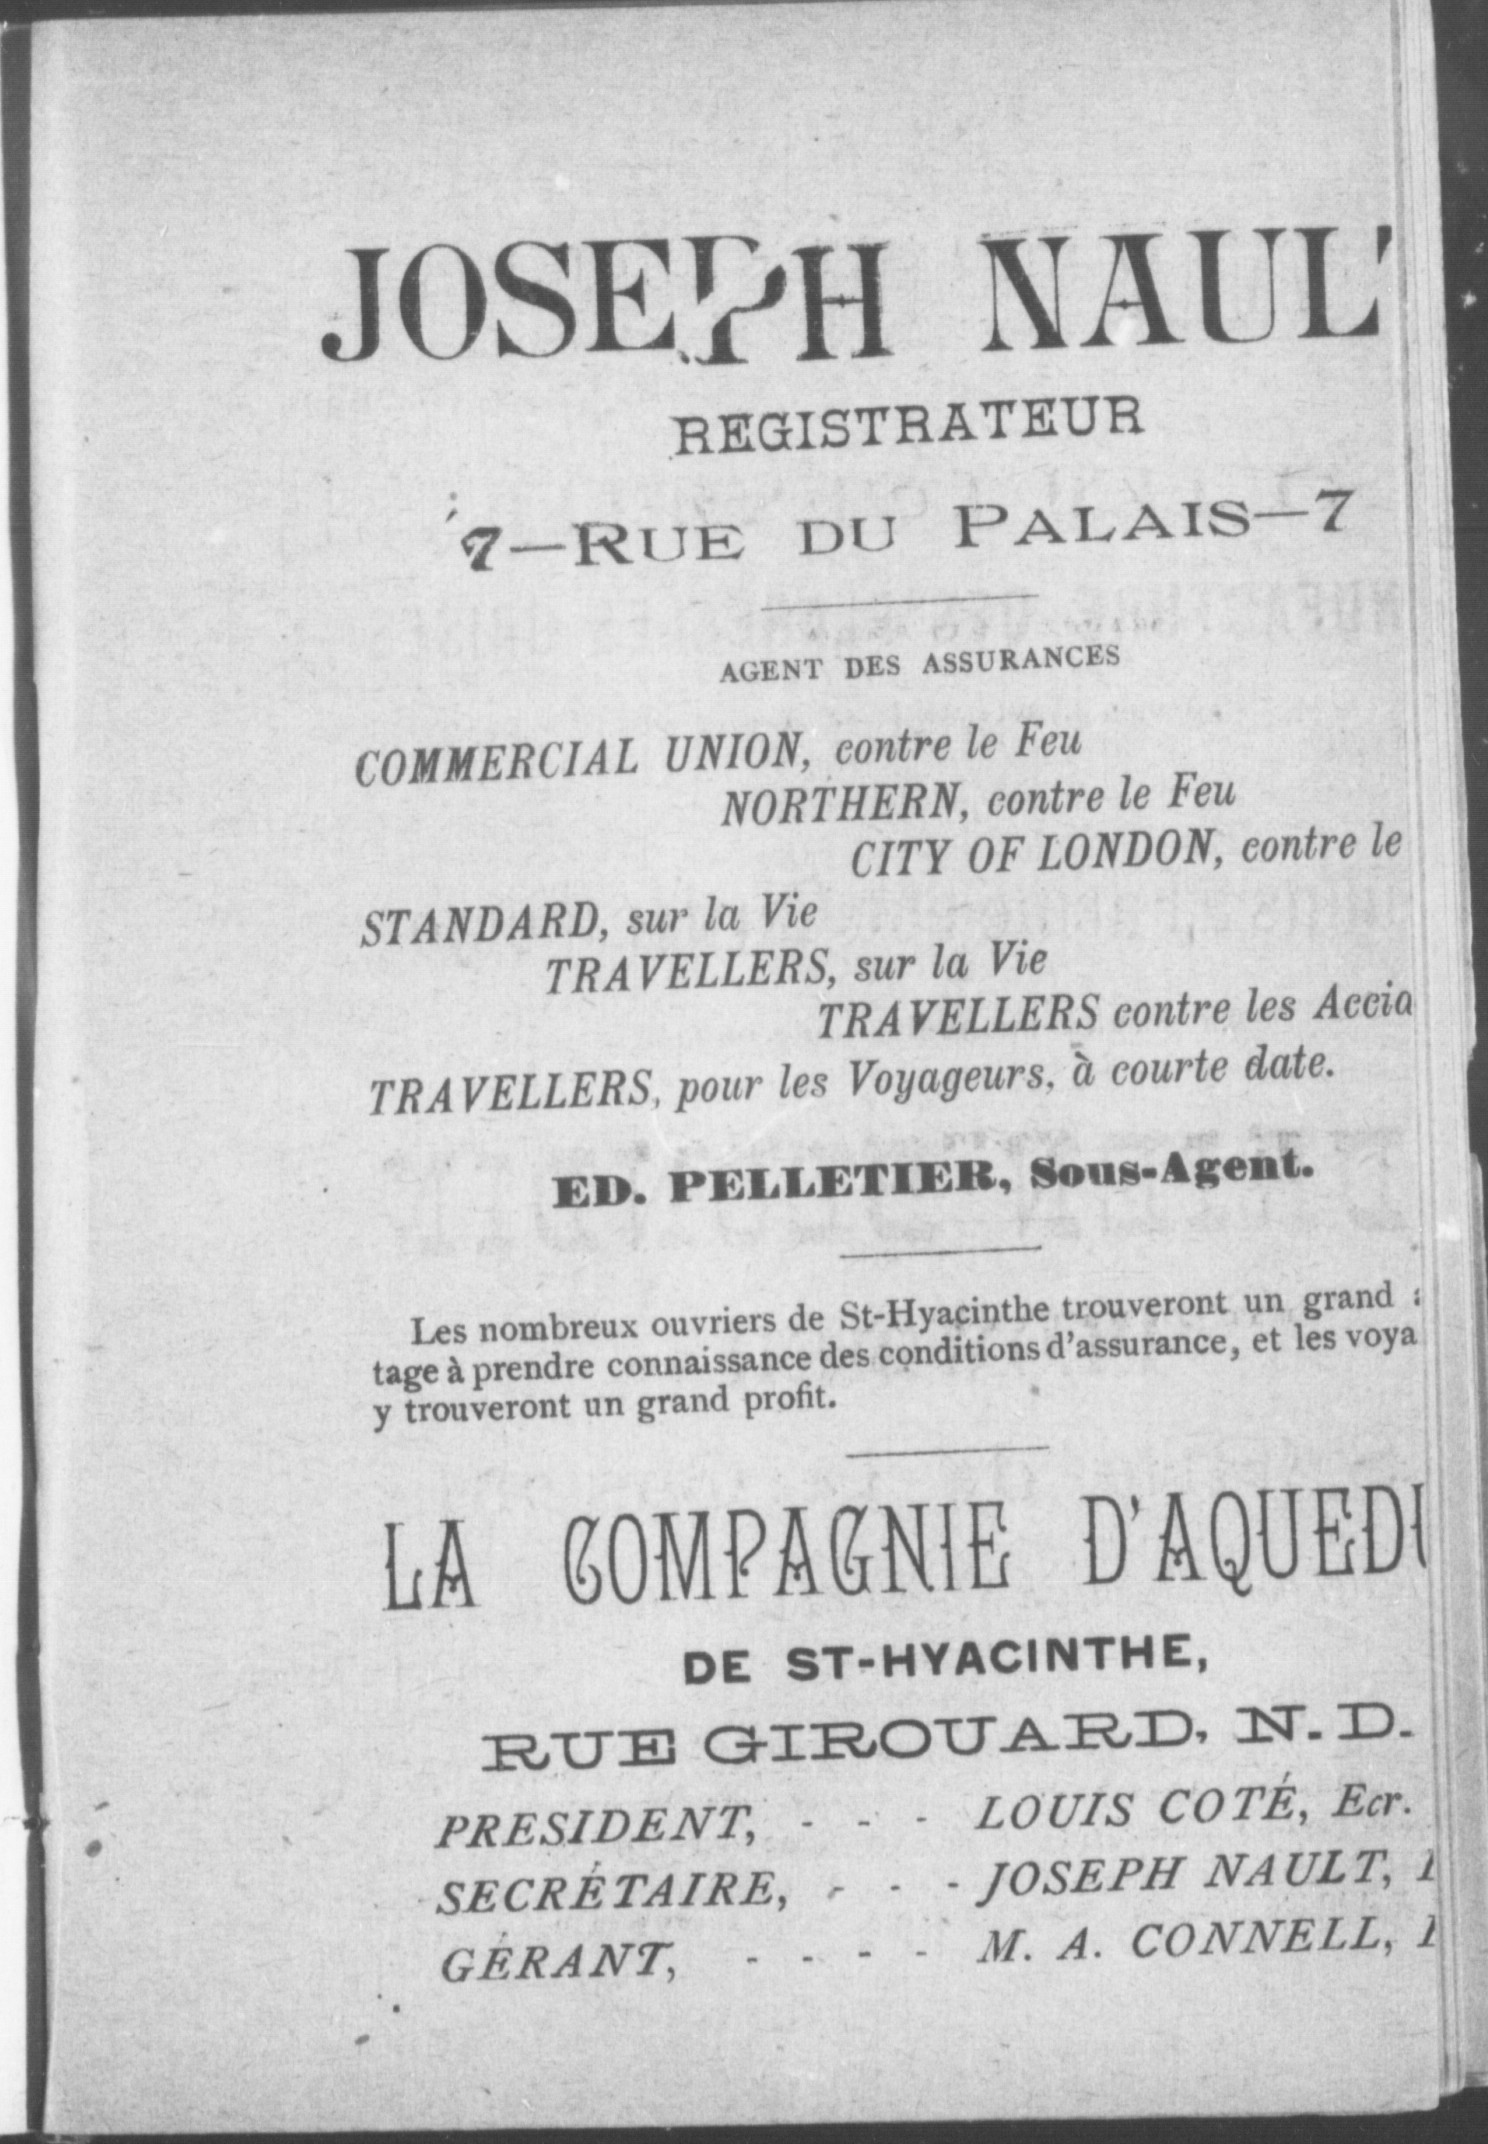 JOSEPH NAUL
REGISTRATEUR
7—RUE DU PALAIS—7
AGENT DES ASSURANCES
COMMERCIAL UNION, contre le Feu
NORTHERN, contre le Feu
CITY OF LONDON, contre le
STANDARD, sur la Vie
TRAVELLERS, sur la Vie
TRAVELLERS contre les Accid
TRAVELLERS, pour les Voyageurs, à courte date.
ED. PELLETIER, Sous-Agent.
Les nombreux ouvriers de St-Hyacinthe trouveront un grand
tage à prendre connaissance des conditions d'assurance, et les voya
y trouveront un grand profit.
LA COMPAGNIE D'AQUEDU
DE ST-HYACINTHE,
RUE GIROUARD, N. D.
PRESIDENT, - - - LOUIS COTÉ, Ecr.
SECRÉTAIRE, - - - JOSEPH NAULT,
GÉRANT, - - - - M. A. CONNELL,